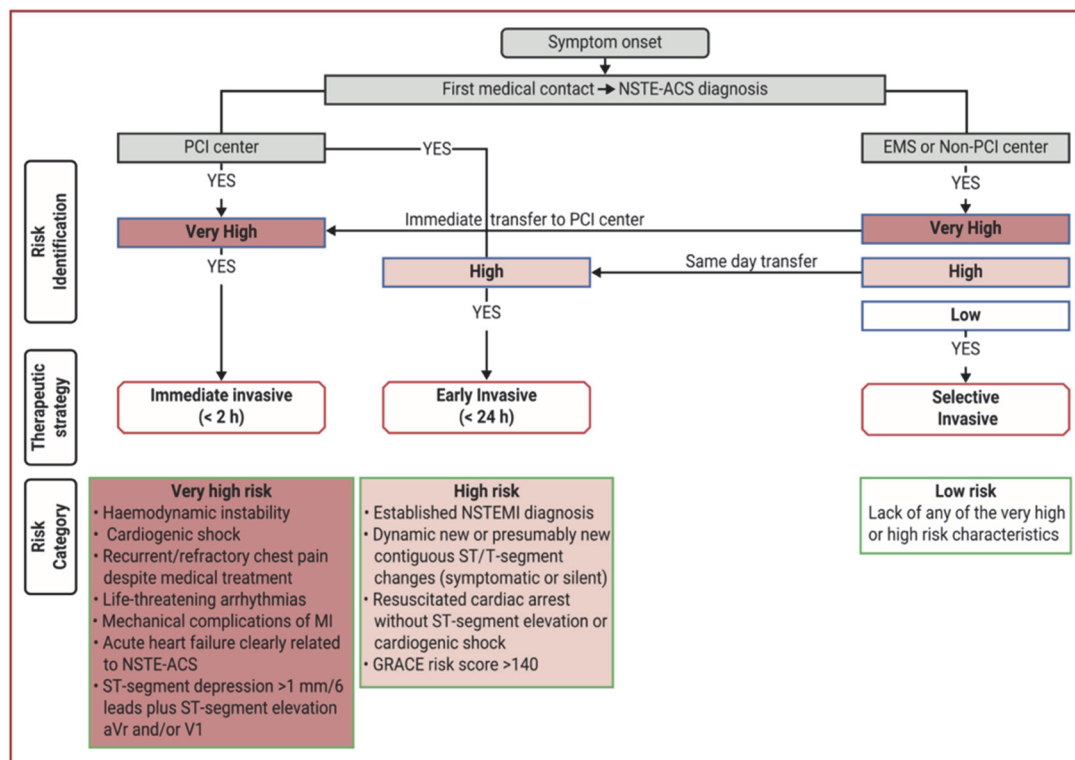 Symptom onset
First medical contact → NSTE-ACS diagnosis
PCI center
YES
EMS or Non-PCI center
YES
YES
Risk
Identification
Very High
Immediate transfer to PCI center
Very High
YES
High
Same day transfer
High
YES
Low
YES
Therapeutic
strategy
Immediate invasive
(< 2 h)
Early Invasive
(< 24 h)
Selective
Invasive
Risk
Category
Very high risk
• Haemodynamic instability
• Cardiogenic shock
• Recurrent/refractory chest pain
despite medical treatment
• Life-threatening arrhythmias
• Mechanical complications of MI
• Acute heart failure clearly related
to NSTE-ACS
• ST-segment depression >1 mm/6
leads plus ST-segment elevation
aVr and/or V1
High risk
• Established NSTEMI diagnosis
• Dynamic new or presumably new
contiguous ST/T-segment
changes (symptomatic or silent)
• Resuscitated cardiac arrest
without ST-segment elevation or
cardiogenic shock
• GRACE risk score >140
Low risk
Lack of any of the very high
or high risk characteristics